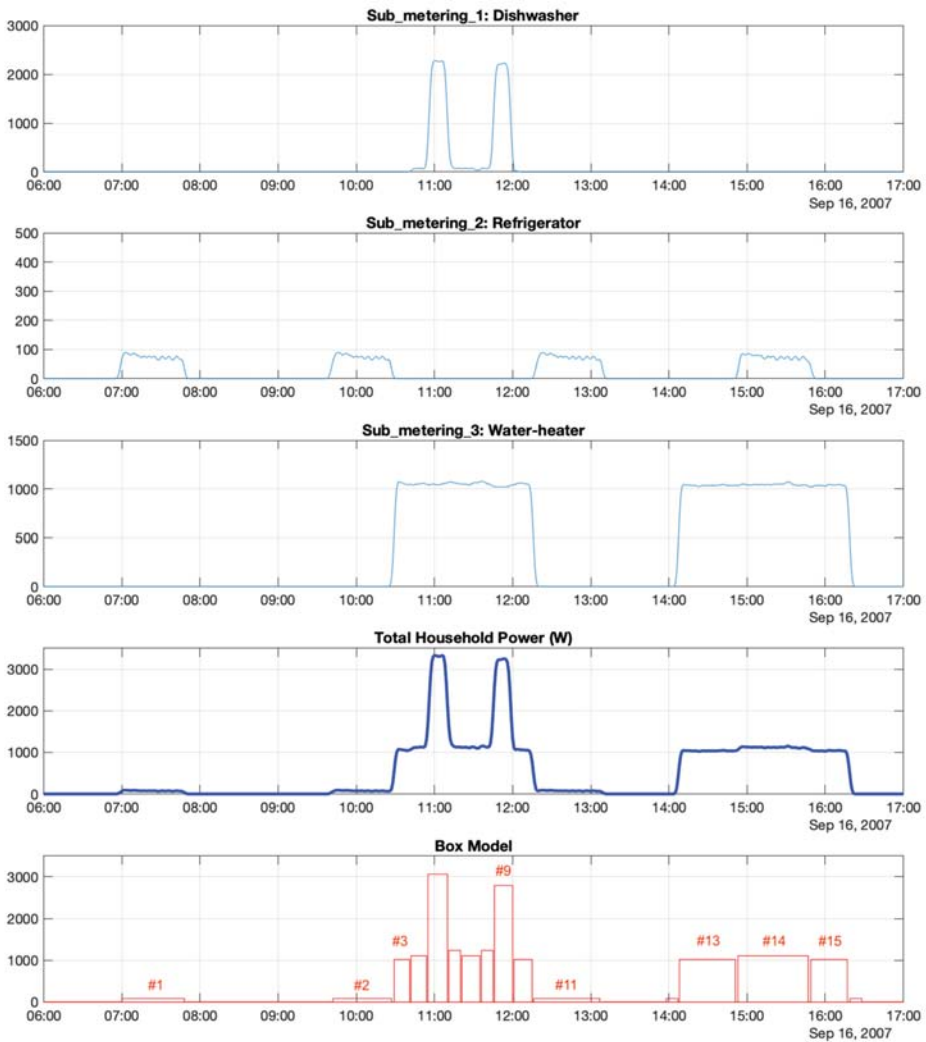 Sub_metering_1: Dishwasher
3000
2000
1000
0
06:00 07:00 08:00 09:00 10:00 11:00 12:00 13:00 14:00 15:00 16:00 17:00
Sep 16, 2007
Sub_metering_2: Refrigerator
500
400
300
200
100
0
06:00 07:00 08:00 09:00 10:00 11:00 12:00 13:00 14:00 15:00 16:00 17:00
Sep 16, 2007
Sub_metering_3: Water-heater
1500
1000
500
0
06:00 07:00 08:00 09:00 10:00 11:00 12:00 13:00 14:00 15:00 16:00 17:00
Sep 16, 2007
Total Household Power (W)
3000
2000
1000
0
06:00 07:00 08:00 09:00 10:00 11:00 12:00 13:00 14:00 15:00 16:00 17:00
Sep 16, 2007
Box Model
3000
#9
2000
#3 #13 #14 #15
1000
#1 #2 #11
0
06:00 07:00 08:00 09:00 10:00 11:00 12:00 13:00 14:00 15:00 16:00 17:00
Sep 16, 2007